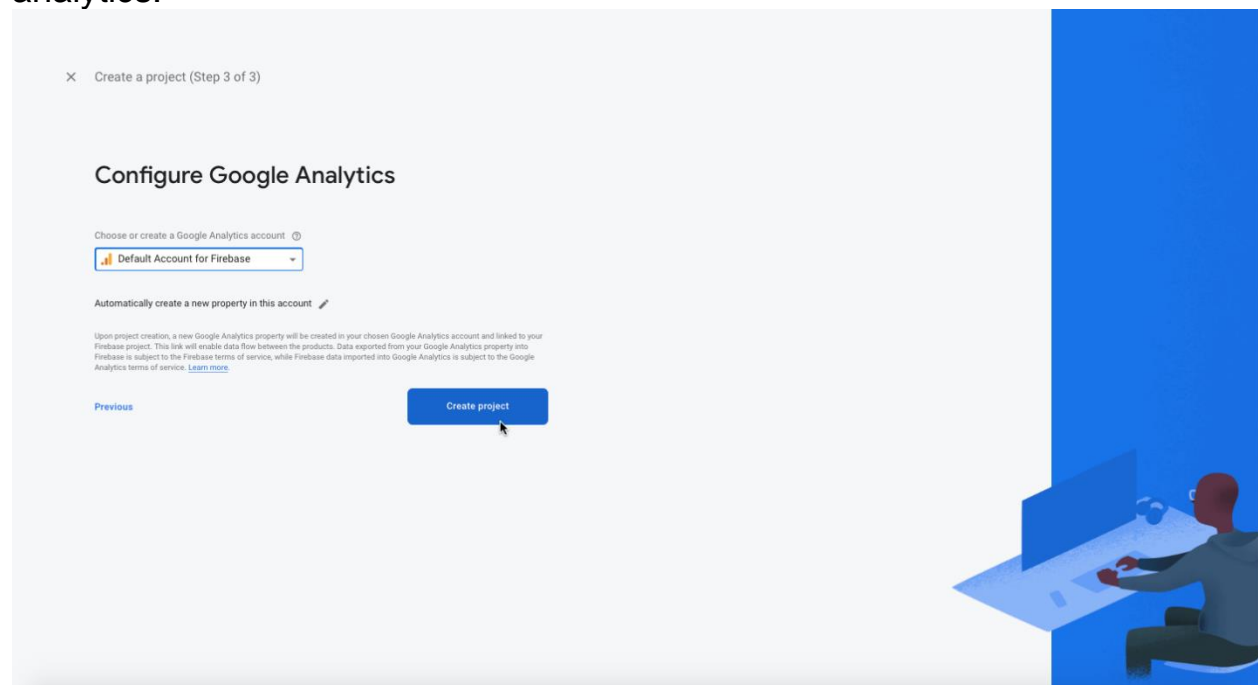 analytics.
Create a project (Step 3 of 3)
Configure Google Analytics
Choose or create a Google Analytics account
Default Account for Firebase
Automatically create a new property in this account
Upon project creation, a new Google Analytics property will be created in your chosen Google Analytics account and linked to your
Firebase project. This link will enable data flow between the products. Data exported from your Google Analytics property into
Firebase is subject to the Firebase terms of service, while Firebase data imported into Google Analytics is subject to the Google
Analytics terms of service. Learn more.
Previous
Create project